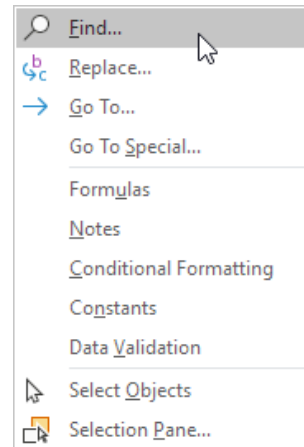 Find...
Replace...
Go To...
Go To Special...
Formulas
Notes
Conditional Formatting
Constants
Data Validation
Select Objects
Selection Pane...